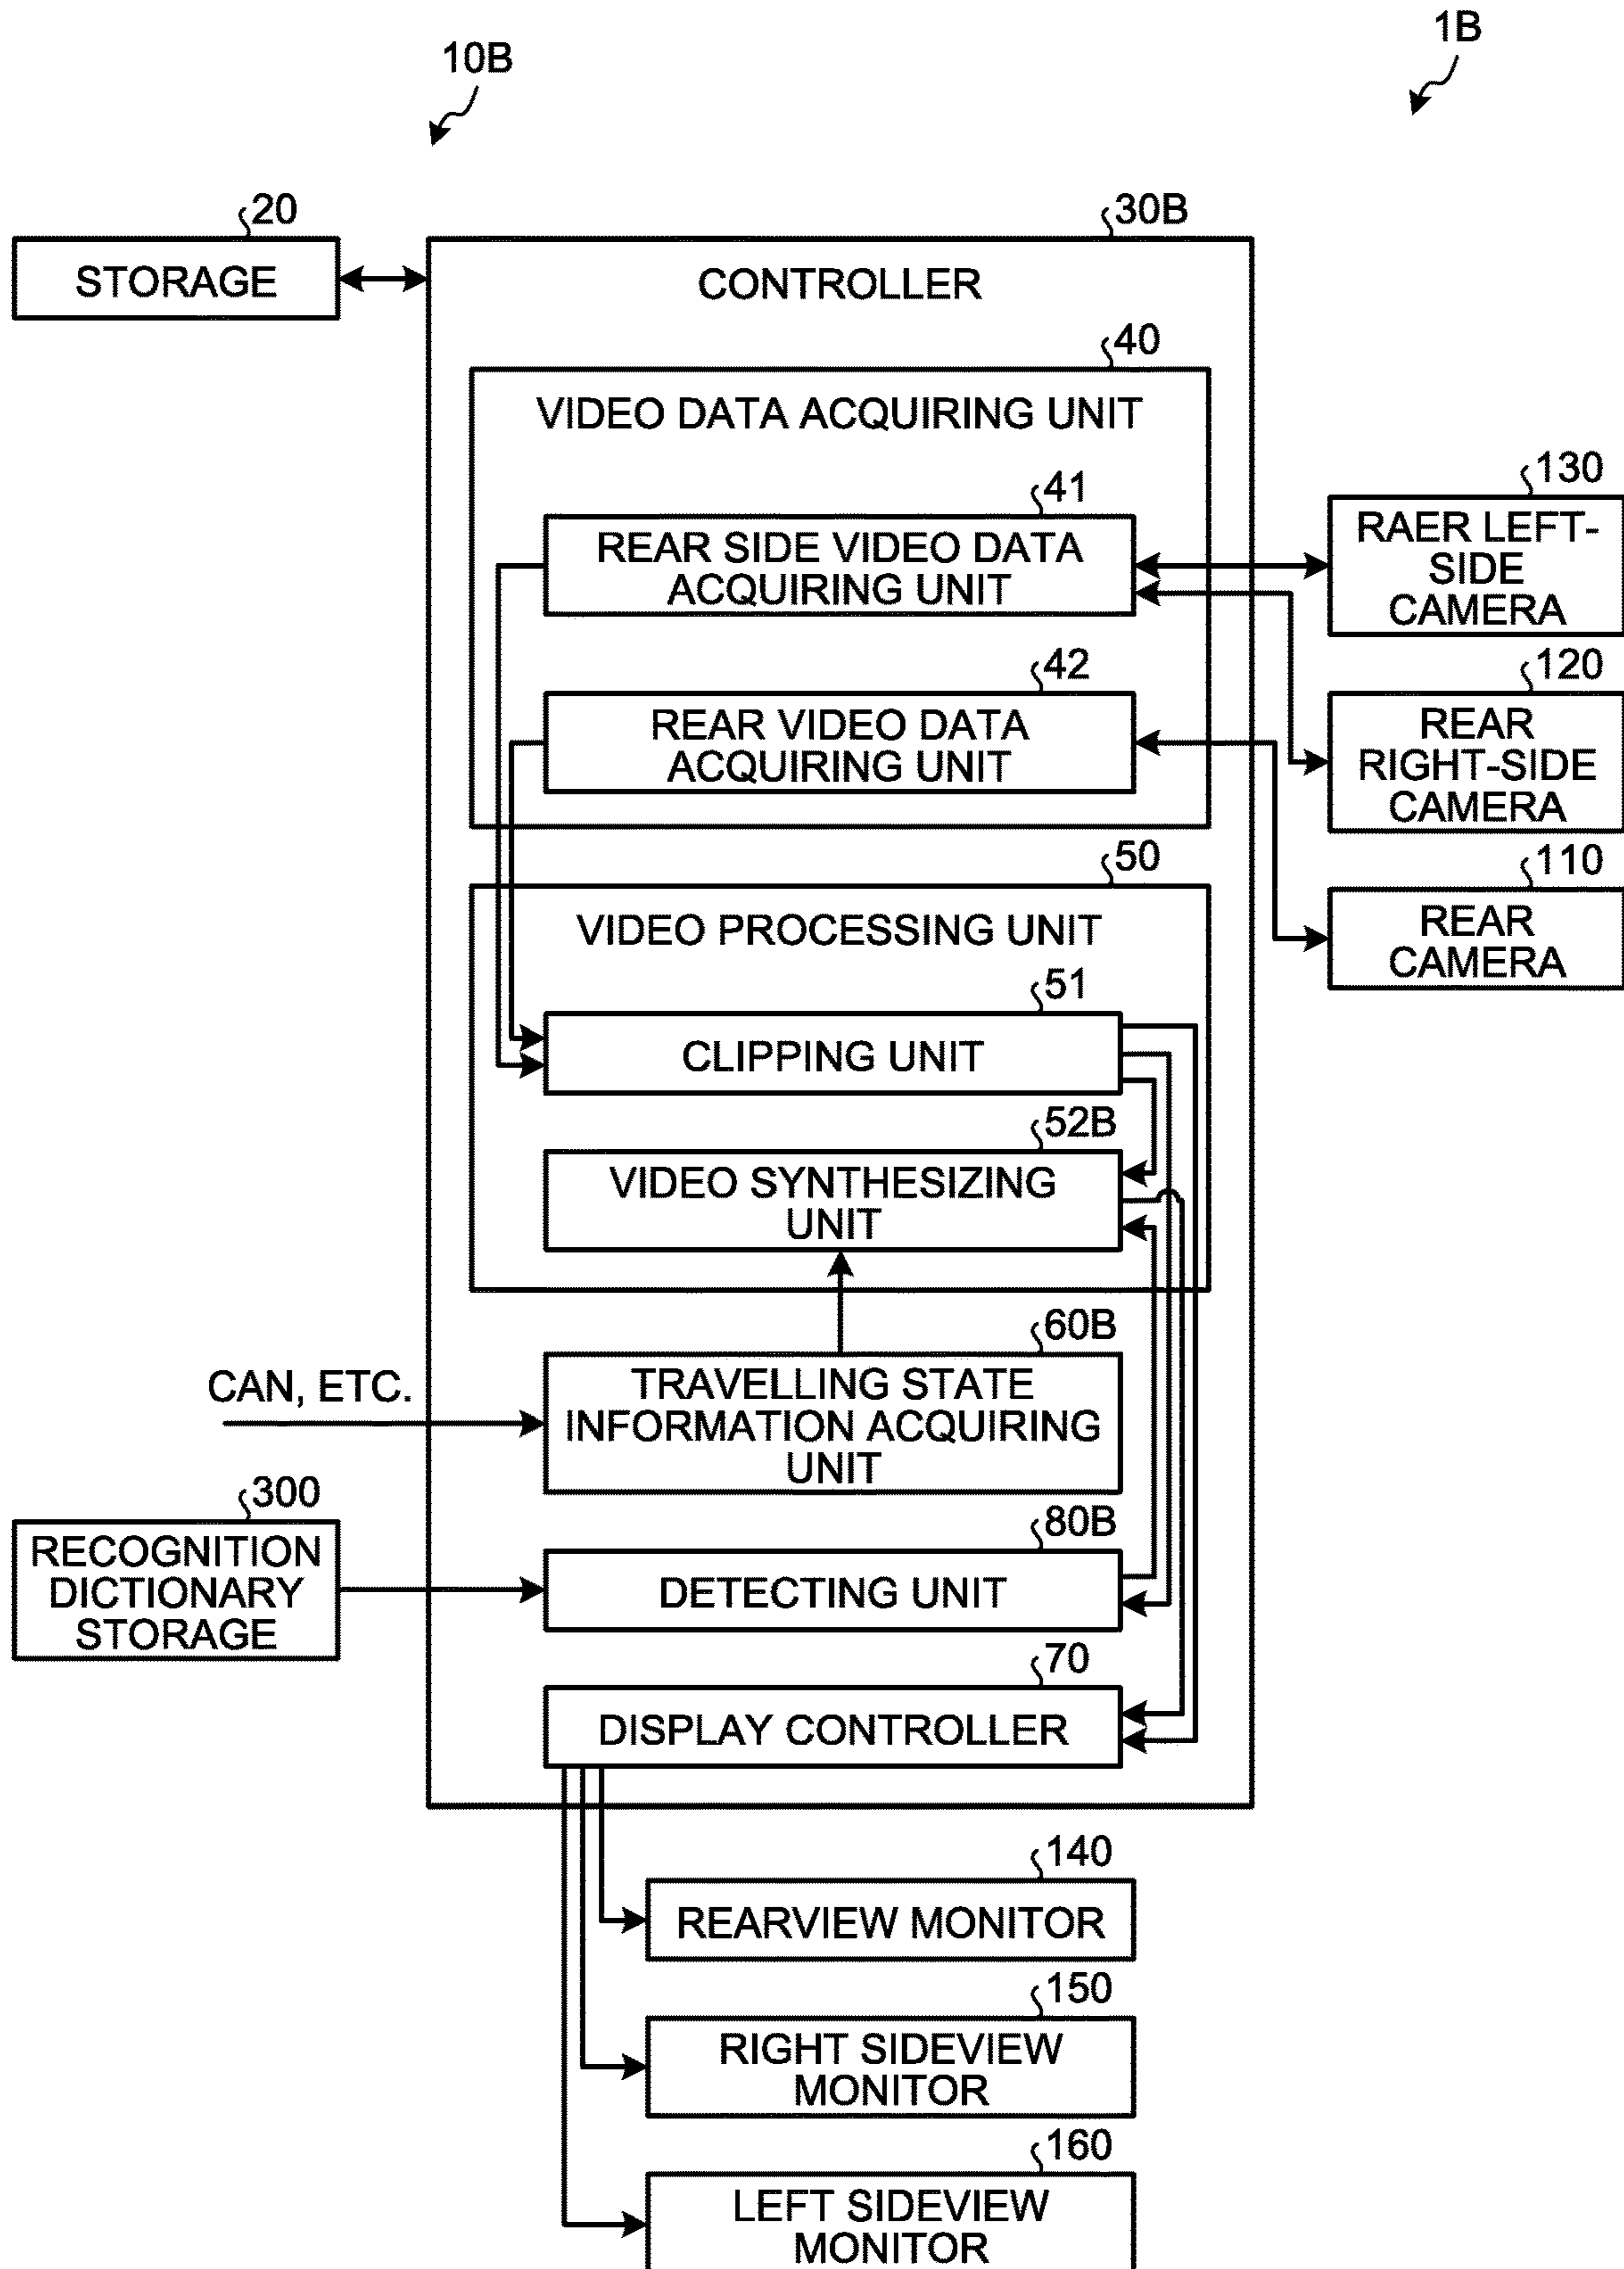 10B
1B
20
STORAGE
30B
CONTROLLER
40
VIDEO DATA ACQUIRING UNIT
41
REAR SIDE VIDEO DATA
ACQUIRING UNIT
130
RAER LEFT-
SIDE
CAMERA
42
REAR VIDEO DATA
ACQUIRING UNIT
120
REAR
RIGHT-SIDE
CAMERA
50
VIDEO PROCESSING UNIT
110
REAR
CAMERA
51
CLIPPING UNIT
52B
VIDEO SYNTHESIZING
UNIT
60B
TRAVELLING STATE
INFORMATION ACQUIRING
UNIT
CAN, ETC.
300
RECOGNITION
DICTIONARY
STORAGE
80B
DETECTING UNIT
70
DISPLAY CONTROLLER
140
REARVIEW MONITOR
150
RIGHT SIDEVIEW
MONITOR
160
LEFT SIDEVIEW
MONITOR